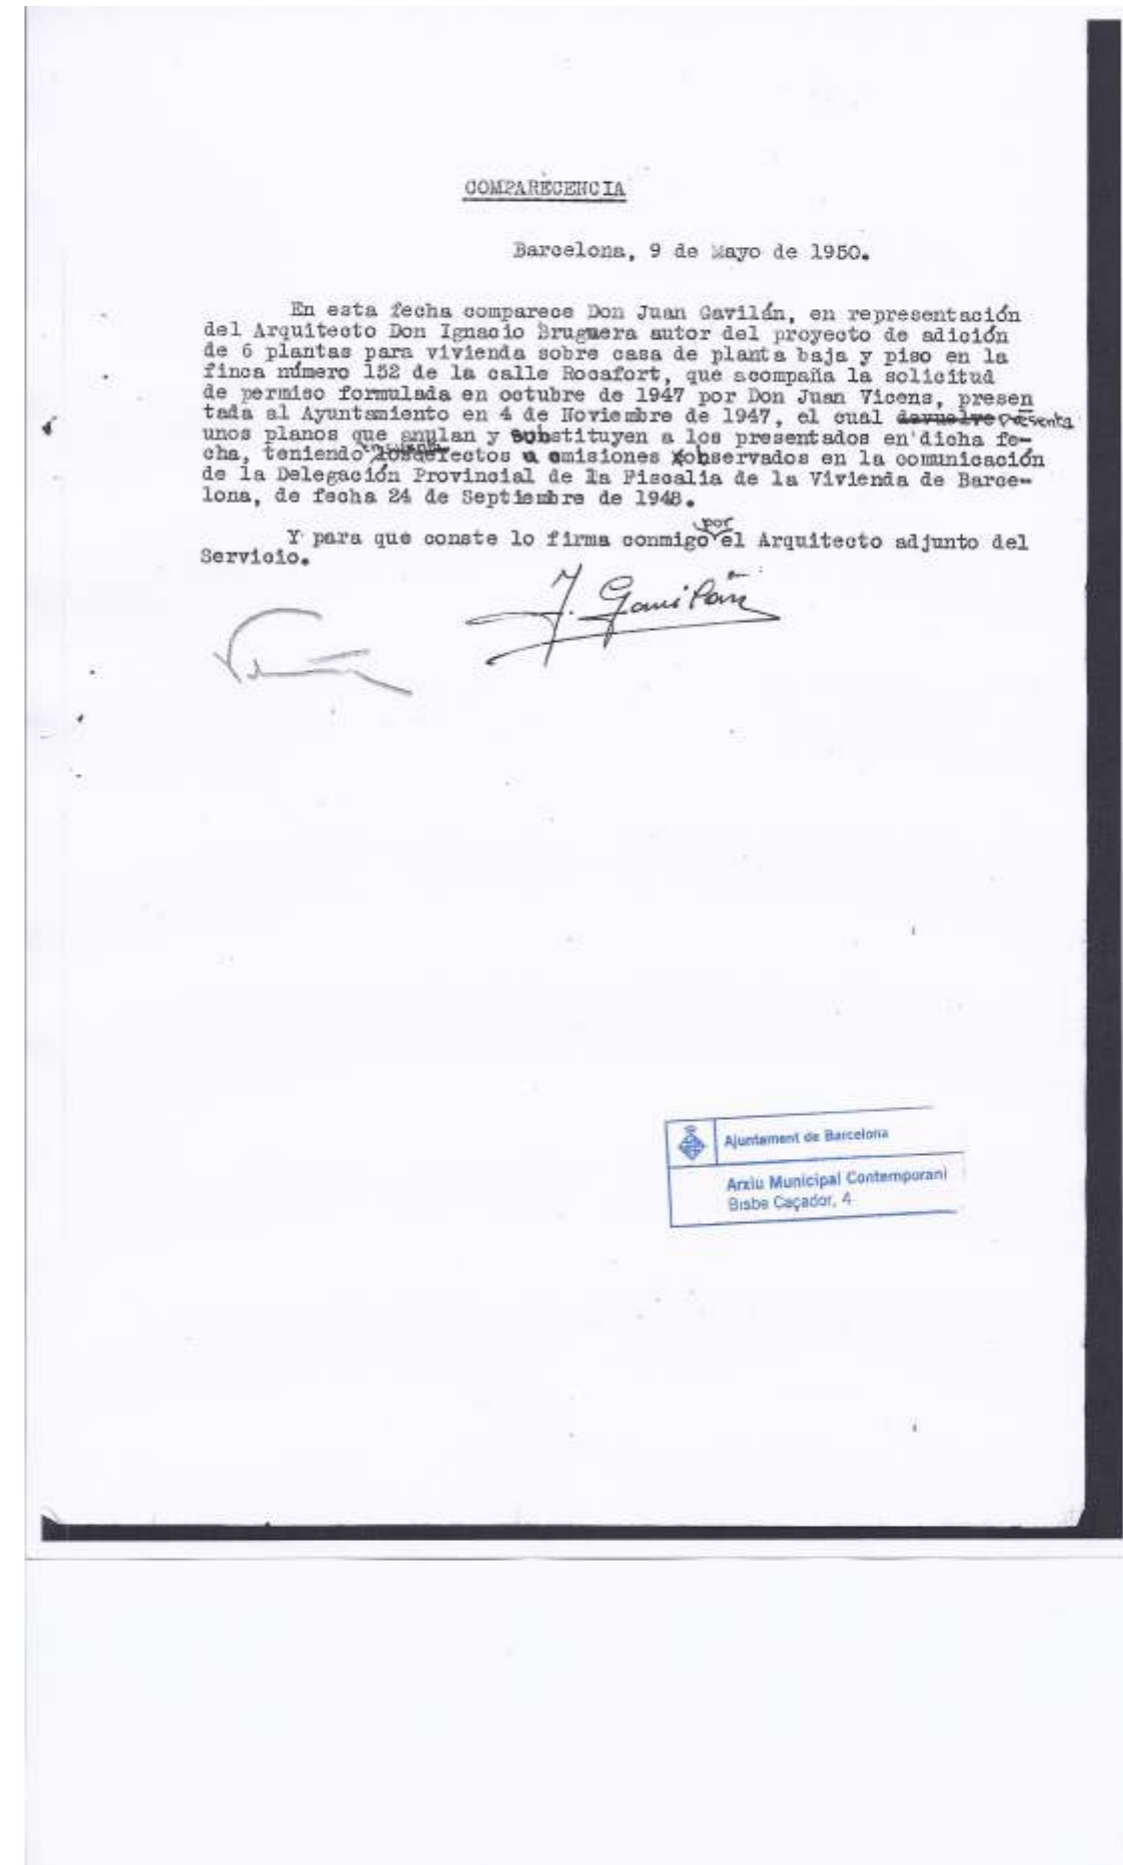 COMPARECENCIA
Barcelona, 9 de Mayo de 1950.
En esta fecha comparece Don Juan Gavilán, en representación
del Arquitecto Don Ignacio Bruguera autor del proyecto de adición
de 6 plantas para vivienda sobre casa de planta baja y piso en la
finca número 152 de la calle Rocafort, que acompaña la solicitud
de permiso formulada en octubre de 1947 por Don Juan Vicens, presen
tada al Ayuntamiento en 4 de Noviembre de 1947, el cual devuelve presenta
unos planos que anulan y substituyen a los presentados en dicha fe-
cha, teniendo en cuenta los defectos u omisiones observados en la comunicación
de la Delegación Provincial de la Fiscalia de la Vivienda de Barce-
lona, de fecha 24 de Septiembre de 1948.
Y para que conste lo firma conmigo por el Arquitecto adjunto del
Servicio.
J. Gavilán
Ajuntament de Barcelona
Arxiu Municipal Contemporani
Bisbe Caçador, 4